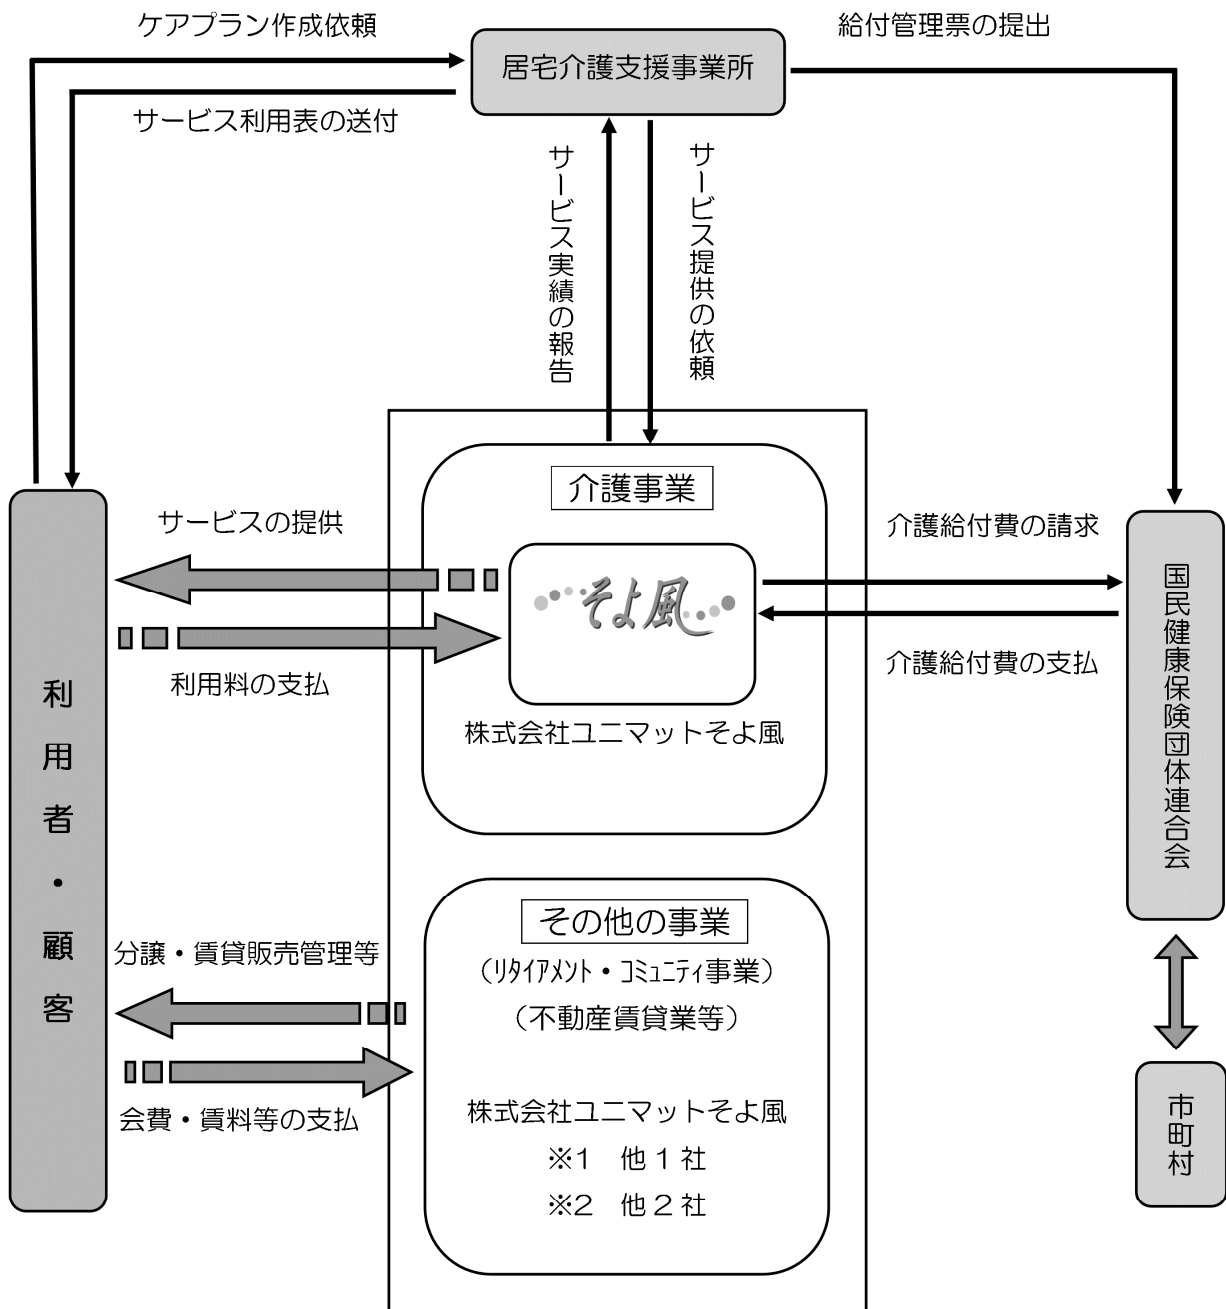 ケアプラン作成依頼
給付管理票の提出
居宅介護支援事業所
サービス利用表の送付
サービス実績の報告
サービス提供の依頼
介護事業
サービスの提供
介護給付費の請求
そよ風
利用料の支払
介護給付費の支払
株式会社ユニマットそよ風
利用者・顧客
国民健康保険団体連合会
その他の事業
分譲・賃貸販売管理等
（ﾘﾀｲｱﾒﾝﾄ・ｺﾐｭﾆﾃｨ事業）
（不動産賃貸業等）
会費・賃料等の支払
株式会社ユニマットそよ風
※1　他１社
※2　他２社
市町村